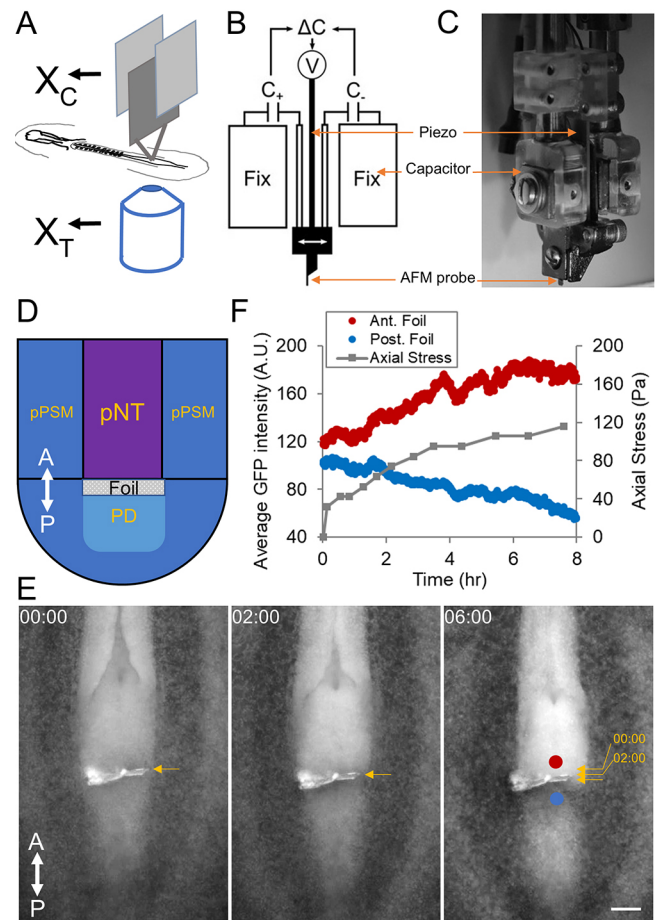 A
X_C
X_T
B
ΔC
V
C₊
C₋
Fix
Fix
Piezo
Capacitor
AFM probe
C
D
pPSM
pNT
pPSM
A
P
Foil
PD
F
Ant. Foil
Post. Foil
Axial Stress
Average GFP intensity (A.U.)
200
160
120
80
40
0
2
4
6
8
Time (hr)
200
160
120
80
40
0
Axial Stress (Pa)
E
00:00
02:00
06:00
00:00
02:00
A
P